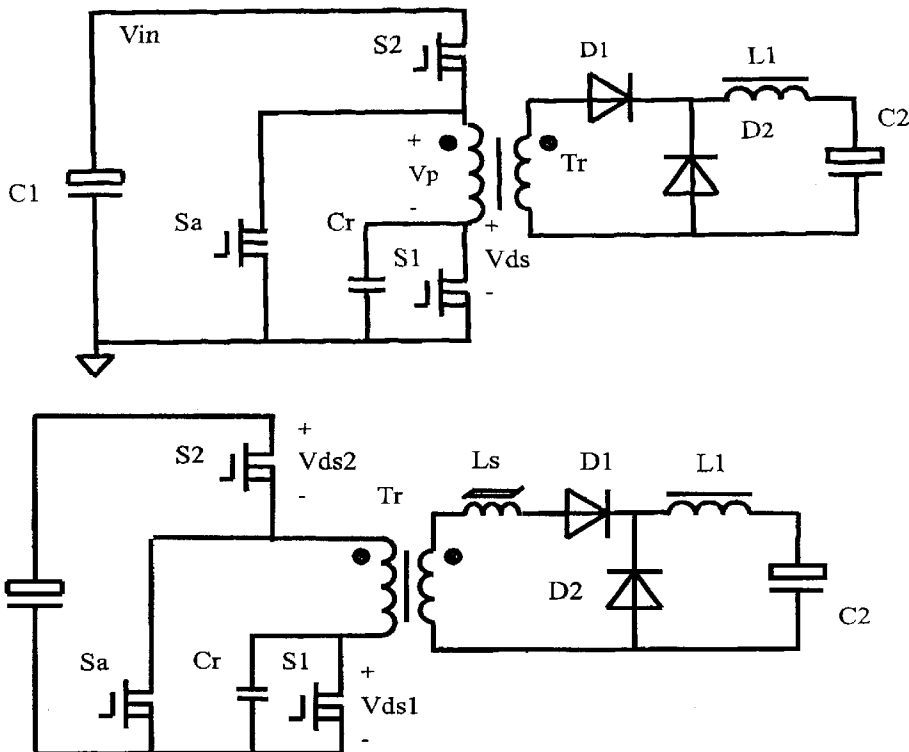 Vin
S2
D1
L1
C2
+
Vp
-
Tr
D2
C1
Sa
Cr
S1
+
Vds
-
S2
+
Vds2
-
Tr
Ls
D1
L1
D2
C2
Sa
Cr
S1
+
Vds1
-